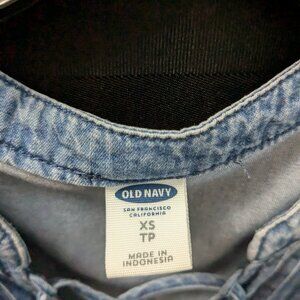 OLD NAVY
SAN FRANCISCO
CALIFORNIA
XS
TP
MADE IN
INDONESIA